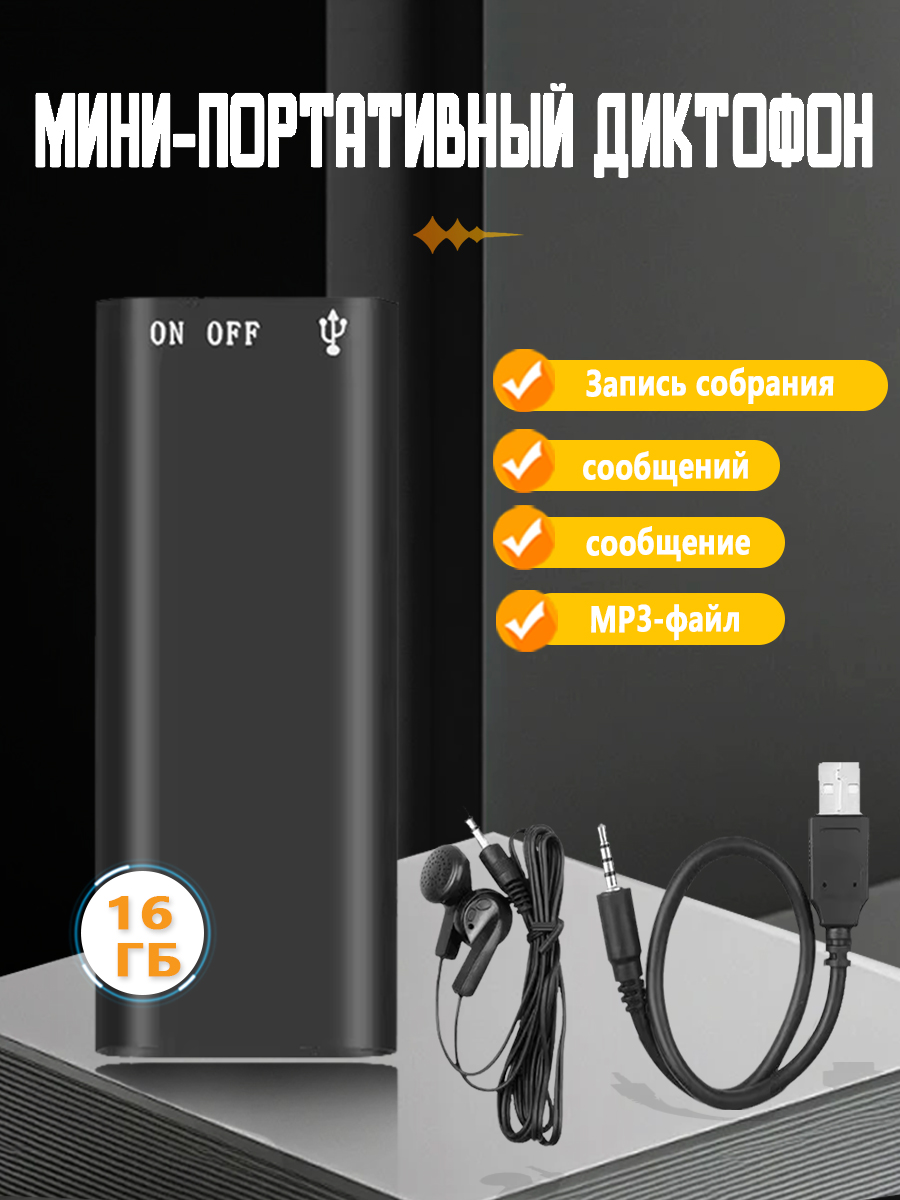 МИНИ-ПОРТАТИВНЫЙ ДИКТОФОН
ON OFF
Запись собрания
сообщений
сообщение
MP3-файл
16
ГБ